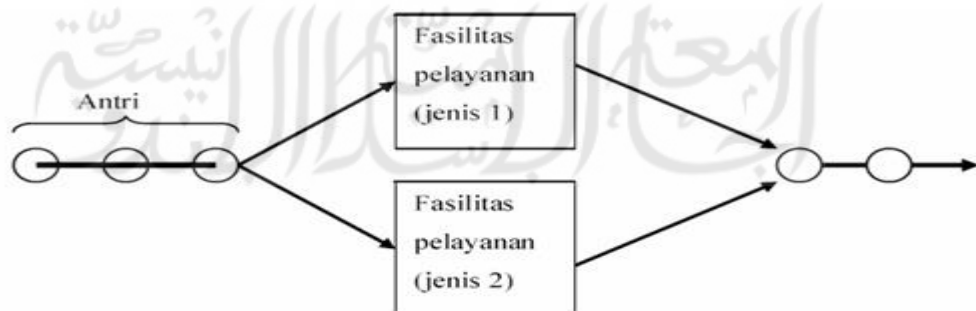 Antri
Fasilitas
pelayanan
(jenis 1)
Fasilitas
pelayanan
(jenis 2)